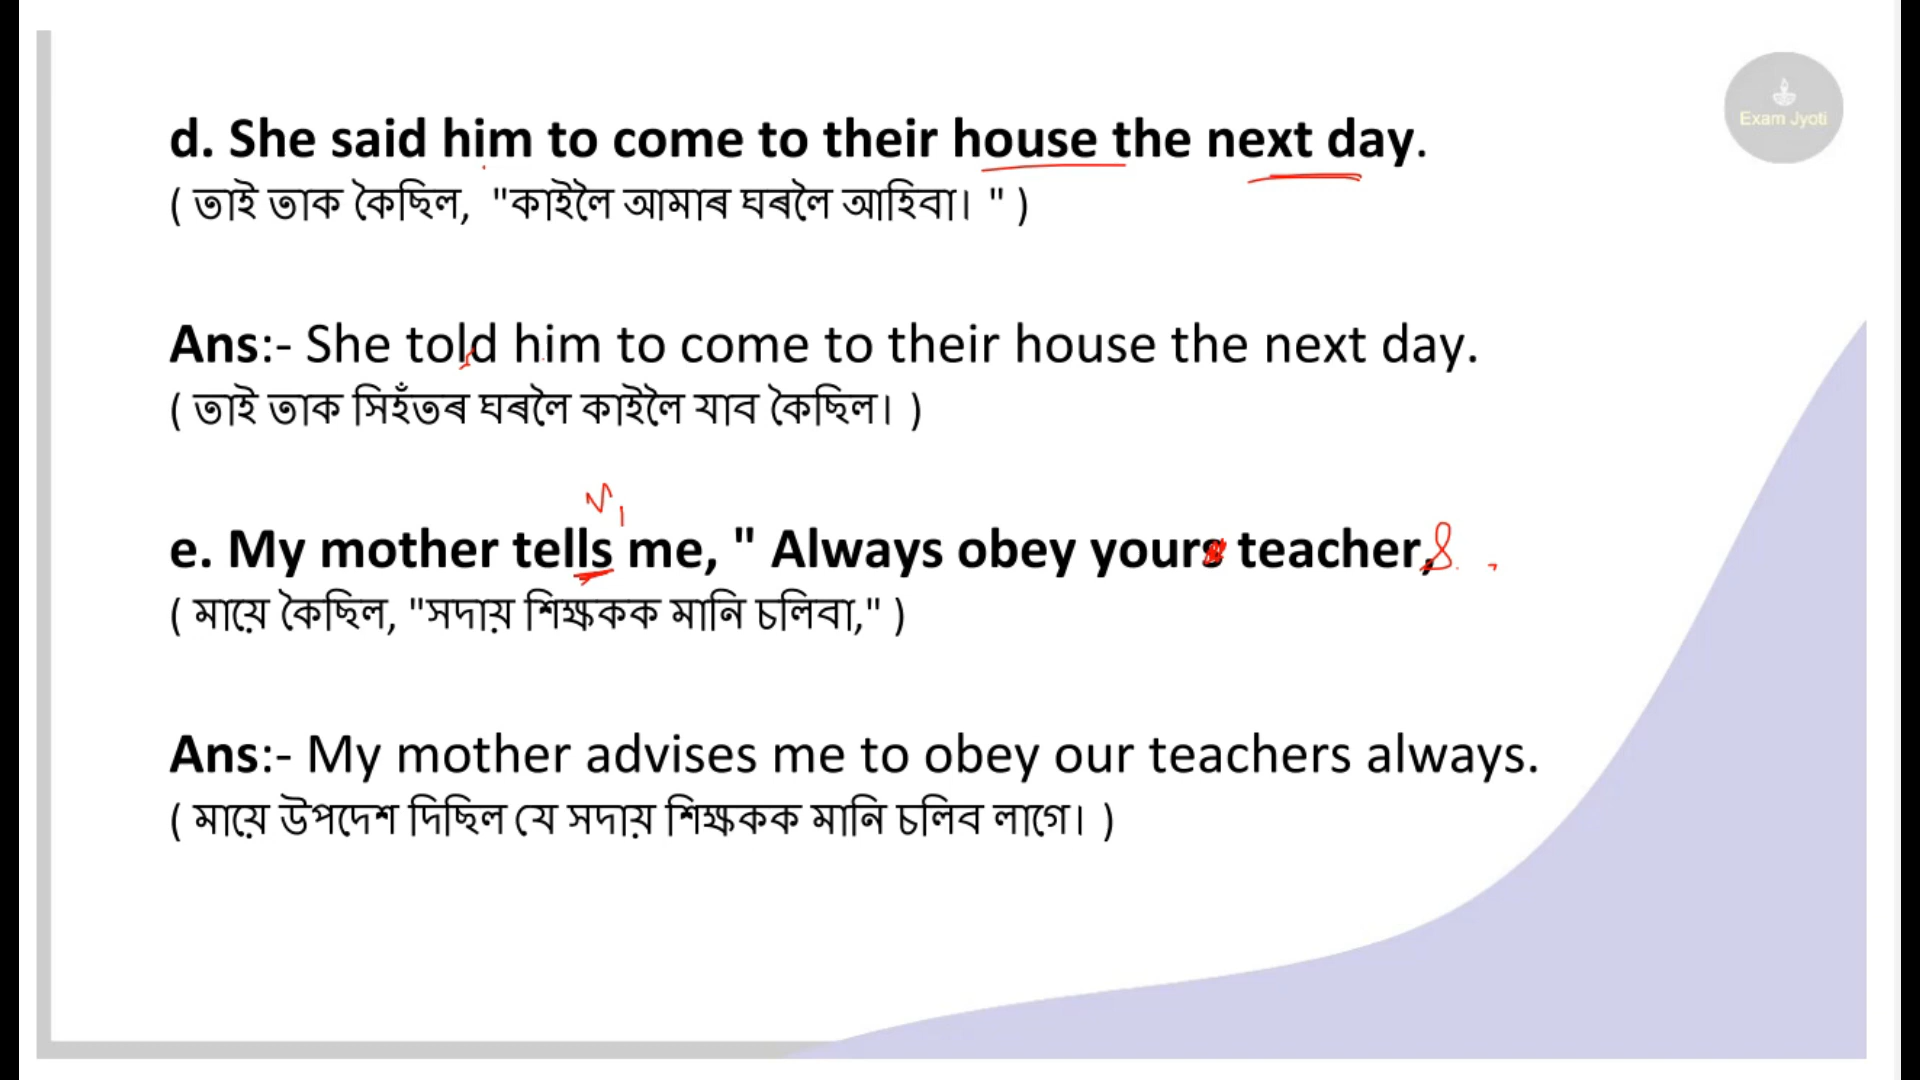 Exam Jyoti
d. She said him to come to their house the next day.
( তাই তাক কৈছিল, "কাইলৈ আমাৰ ঘৰলৈ আহিবা। " )
Ans:- She told him to come to their house the next day.
( তাই তাক সিহঁতৰ ঘৰলৈ কাইলৈ যাব কৈছিল। )
e. My mother tells me, " Always obey yours teacher,
( মায়ে কৈছিল, "সদায় শিক্ষকক মানি চলিবা," )
Ans:- My mother advises me to obey our teachers always.
( মায়ে উপদেশ দিছিল যে সদায় শিক্ষকক মানি চলিব লাগে। )